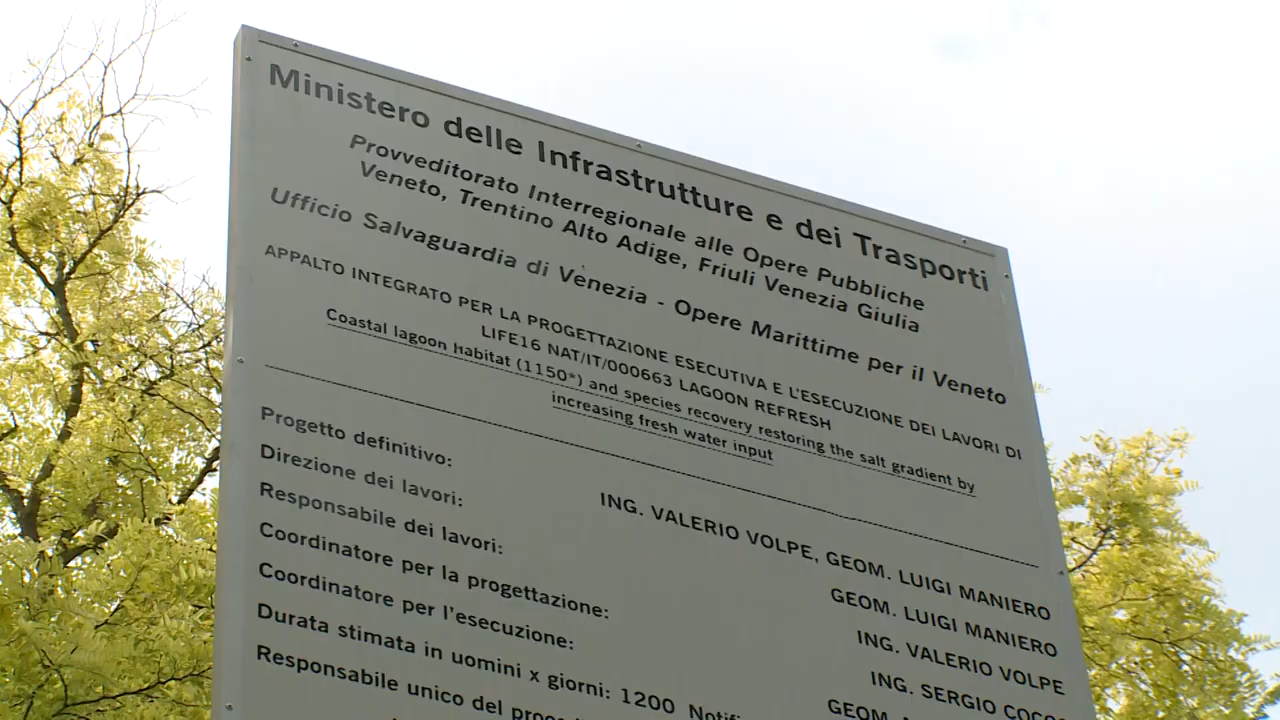 Ministero delle Infrastrutture e dei Trasporti
Provveditorato Interregionale alle Opere Pubbliche
Veneto, Trentino Alto Adige, Friuli Venezia Giulia
Ufficio Salvaguardia di Venezia - Opere Marittime per il Veneto
APPALTO INTEGRATO PER LA PROGETTAZIONE ESECUTIVA E L'ESECUZIONE DEI LAVORI DI
LIFE16 NAT/IT/000663 LAGOON REFRESH
Coastal lagoon habitat (1150*) and species recovery restoring the salt gradient by
increasing fresh water input
Progetto definitivo: ING. VALERIO VOLPE, GEOM. LUIGI MANIERO
Direzione dei lavori: GEOM. LUIGI MANIERO
Responsabile dei lavori: ING. VALERIO VOLPE
Coordinatore per la progettazione: ING. SERGIO
Coordinatore per l'esecuzione: GEOM.
Durata stimata in uomini x giorni: 1200
Responsabile unico del